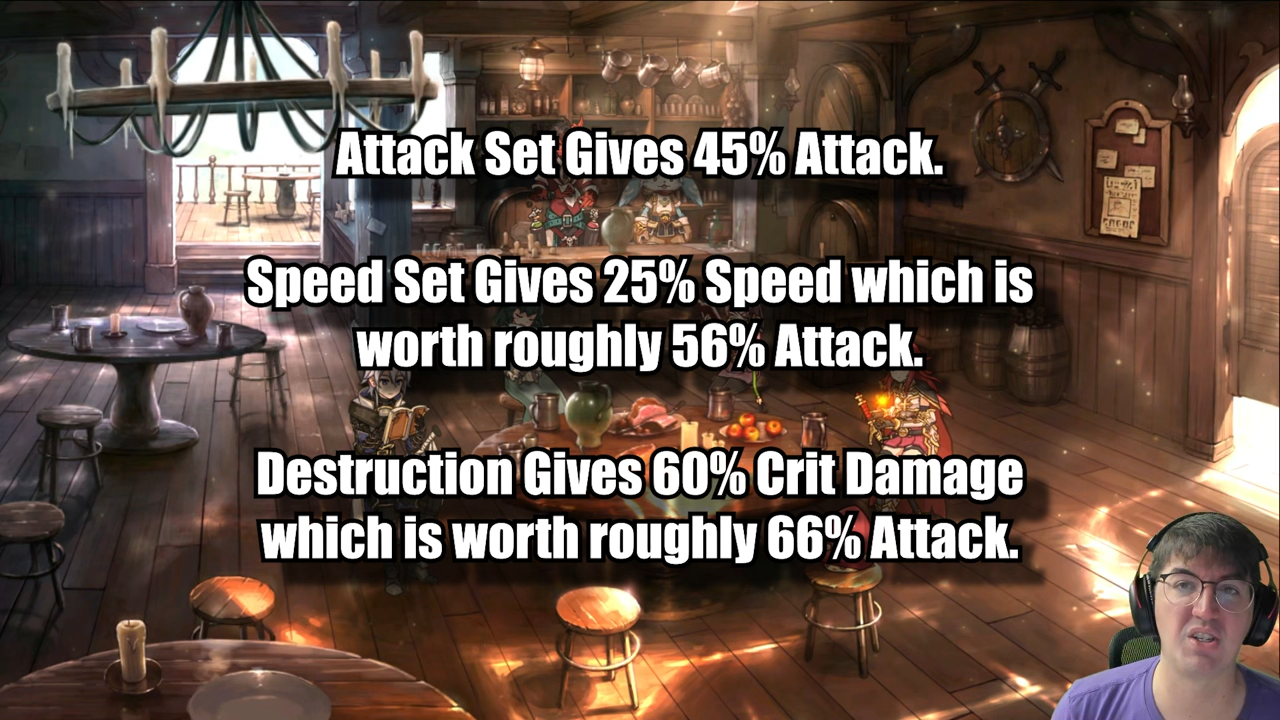 Attack Set Gives 45% Attack.
Speed Set Gives 25% Speed which is
worth roughly 56% Attack.
Destruction Gives 60% Crit Damage
which is worth roughly 66% Attack.